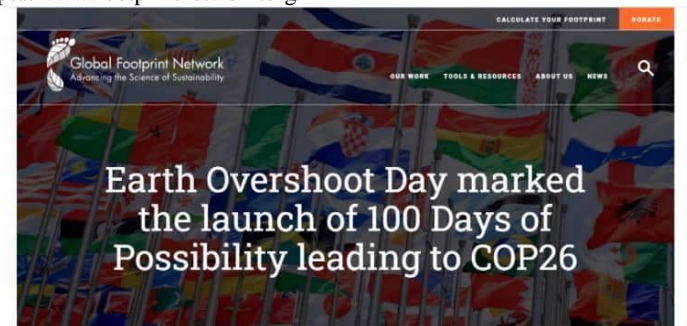 CALCULATE YOUR FOOTPRINT DONATE
Global Footprint Network
Advancing the Science of Sustainability
OUR WORK TOOLS & RESOURCES ABOUT US NEWS
Earth Overshoot Day marked
the launch of 100 Days of
Possibility leading to COP26